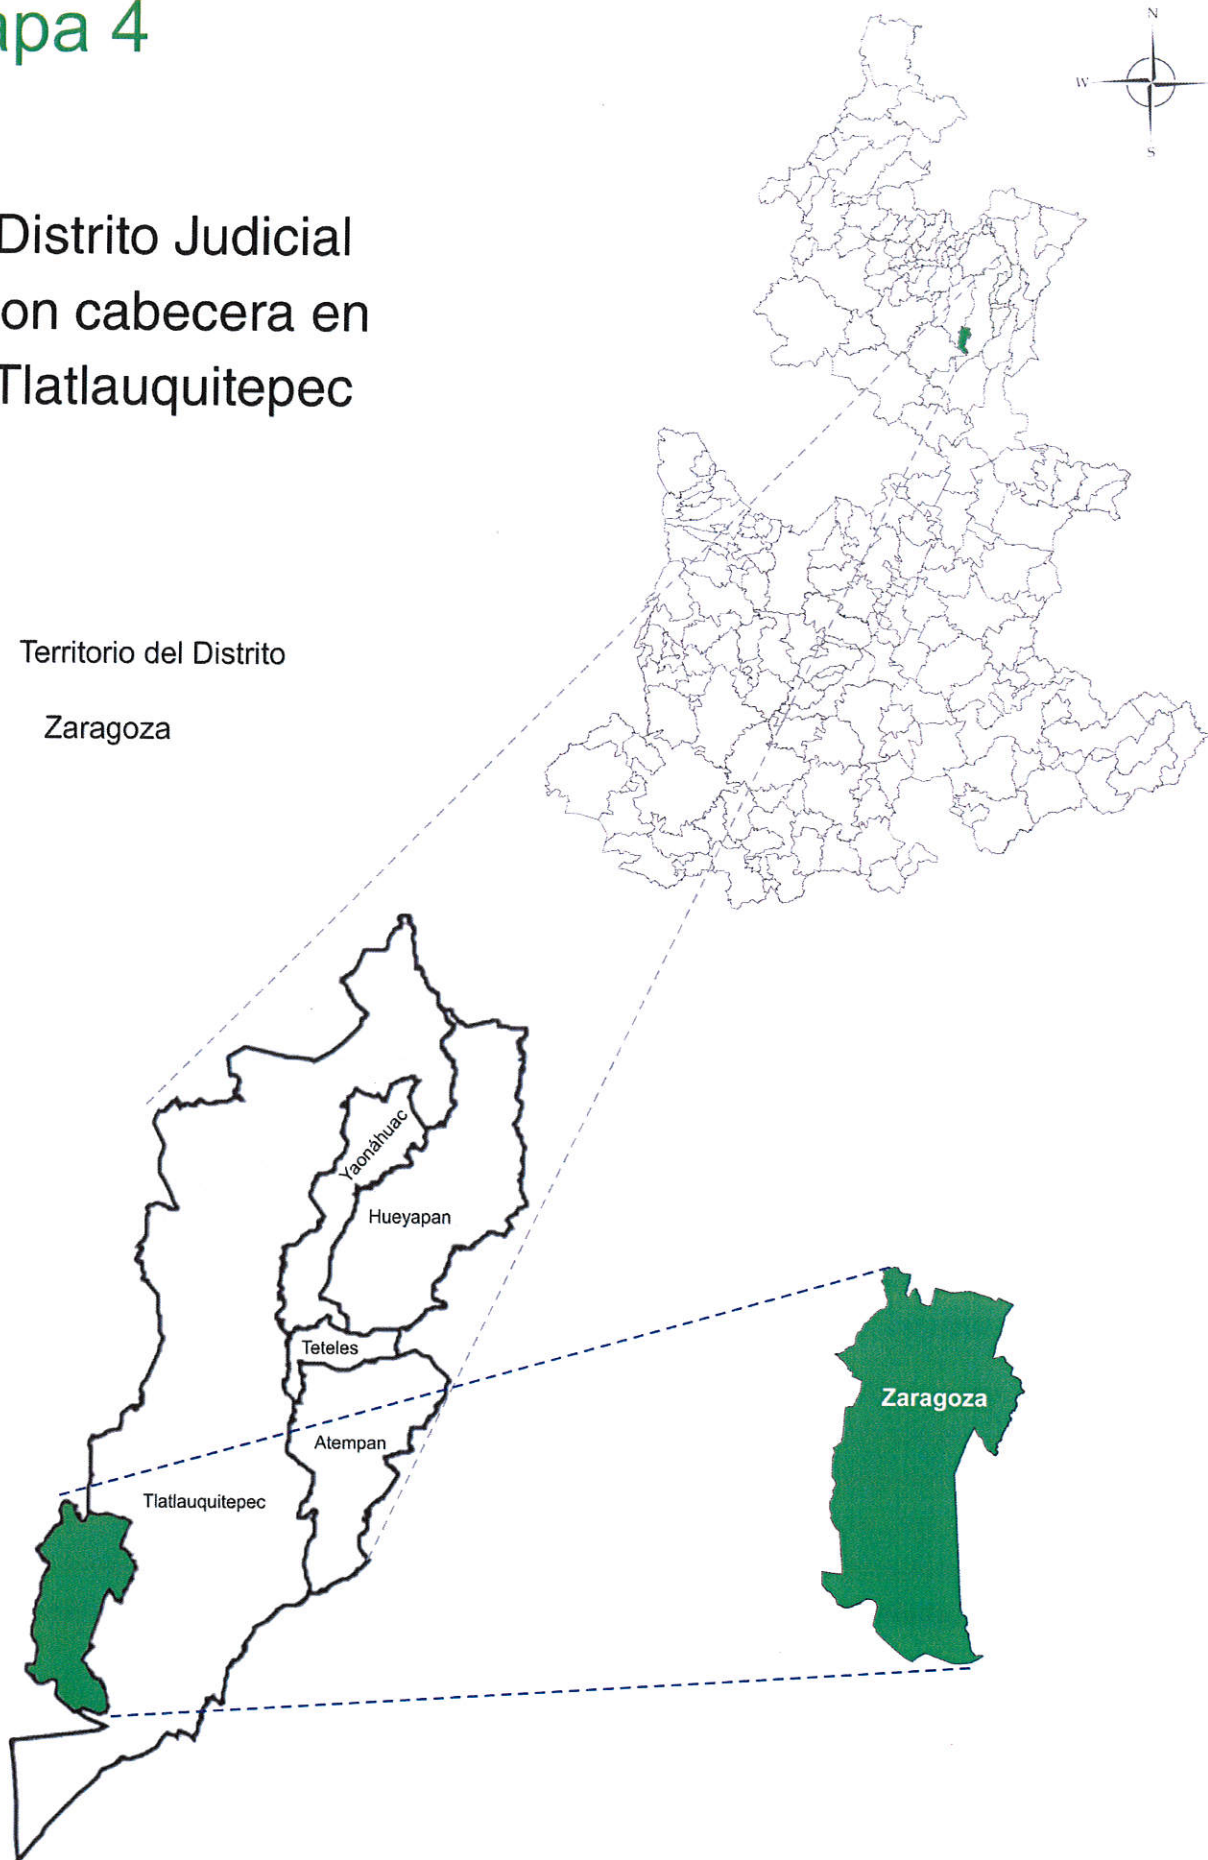 apa 4
N
W
S
Distrito Judicial
on cabecera en
Tlatlauquitepec
Territorio del Distrito
Zaragoza
Yaonáhuac
Hueyapan
Teteles
Zaragoza
Atempan
Tlatlauquitepec